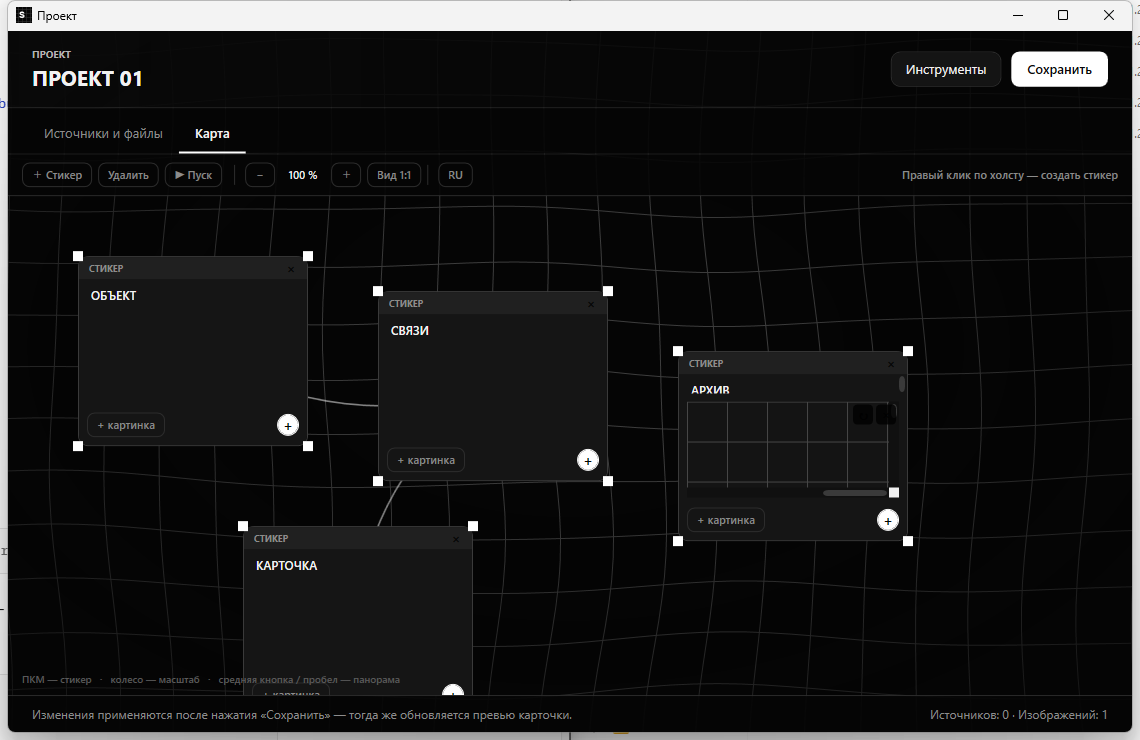 S Проект
ПРОЕКТ
ПРОЕКТ 01
Инструменты
Сохранить
Источники и файлы
Карта
+ Стикер
Удалить
▶ Пуск
−
100 %
+
Вид 1:1
RU
Правый клик по холсту — создать стикер
СТИКЕР ×
ОБЪЕКТ
+ картинка
+
СТИКЕР ×
СВЯЗИ
+ картинка
+
СТИКЕР ×
АРХИВ
+ картинка
+
СТИКЕР ×
КАРТОЧКА
ПКМ — стикер · колесо — масштаб · средняя кнопка / пробел — панорама
+ картинка
+
Изменения применяются после нажатия «Сохранить» — тогда же обновляется превью карточки.
Источников: 0 · Изображений: 1